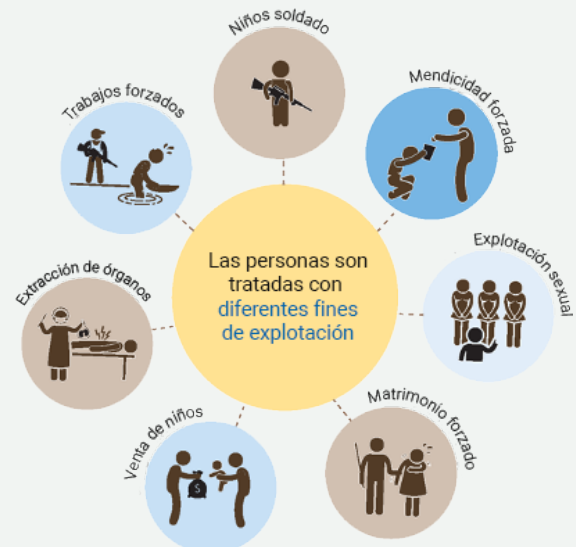 Niños soldado
Mendicidad forzada
Explotación sexual
Matrimonio forzado
Venta de niños
Extracción de órganos
Trabajos forzados
Las personas son
tratadas con
diferentes fines
de explotación
$